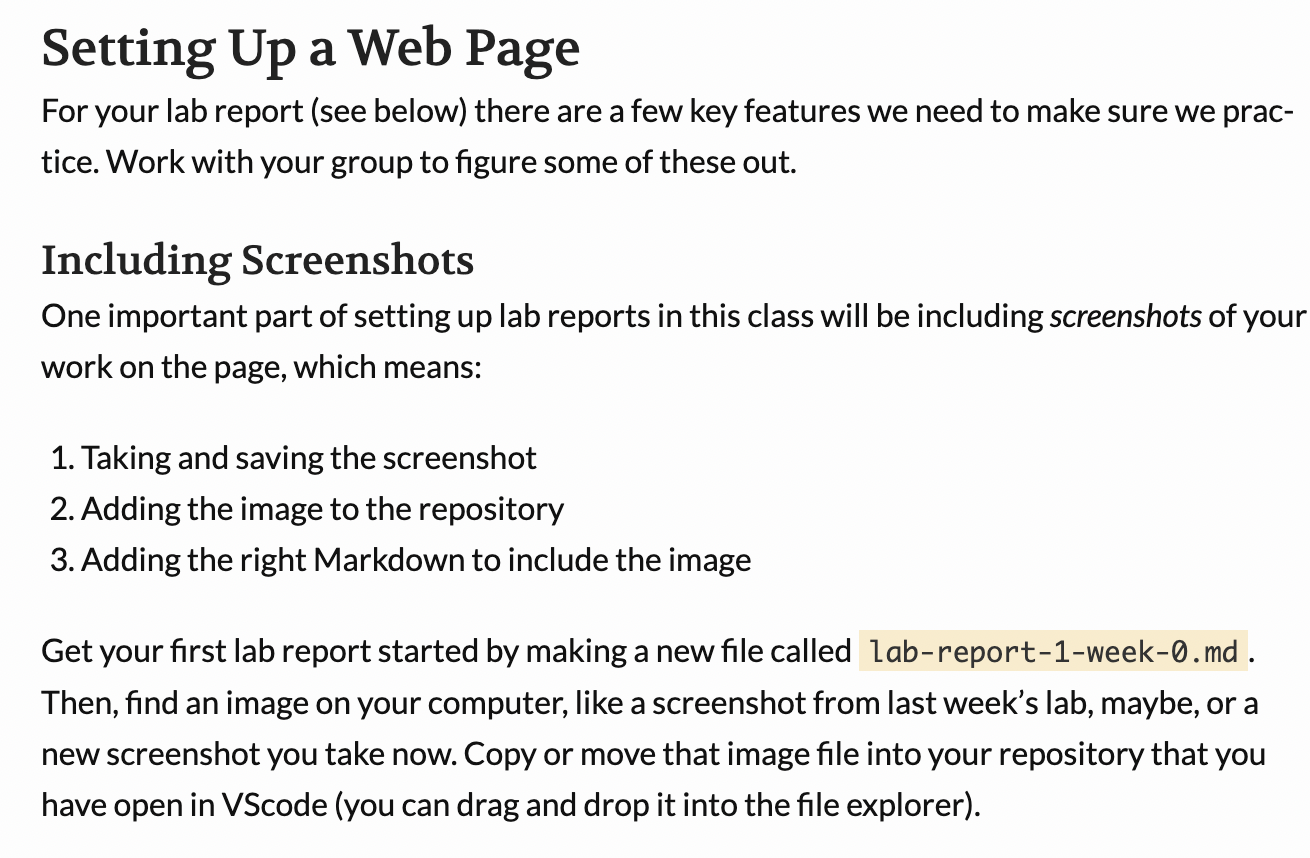 Setting Up a Web Page
For your lab report (see below) there are a few key features we need to make sure we prac-
tice. Work with your group to figure some of these out.
Including Screenshots
One important part of setting up lab reports in this class will be including screenshots of your
work on the page, which means:
1. Taking and saving the screenshot
2. Adding the image to the repository
3. Adding the right Markdown to include the image
Get your first lab report started by making a new file called lab-report-1-week-0.md.
Then, find an image on your computer, like a screenshot from last week’s lab, maybe, or a
new screenshot you take now. Copy or move that image file into your repository that you
have open in VScode (you can drag and drop it into the file explorer).